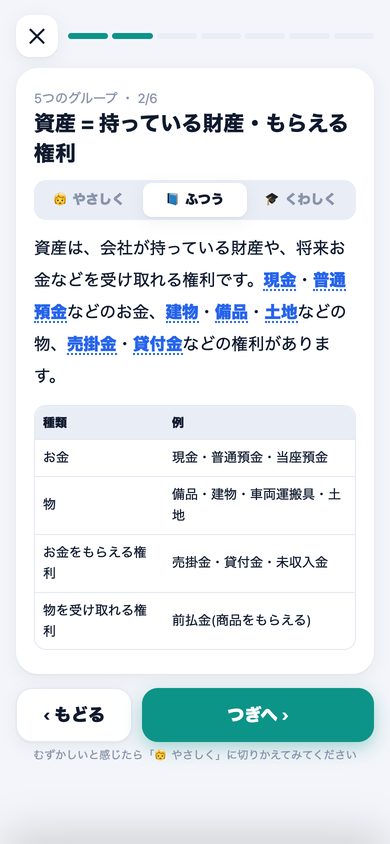 5つのグループ ・ 2/6
資産 = 持っている財産・もらえる
権利
やさしく
ふつう
くわしく
資産は、会社が持っている財産や、将来お
金などを受け取れる権利です。現金・普通
預金などのお金、建物・備品・土地などの
物、売掛金・貸付金などの権利がありま
す。
種類 例
お金 現金・普通預金・当座預金
物 備品・建物・車両運搬具・土
地
お金をもらえる権
利
売掛金・貸付金・未収入金
物を受け取れる権
利
前払金(商品をもらえる)
‹ もどる
つぎへ ›
むずかしいと感じたら「👶 やさしく」に切りかえてみてください